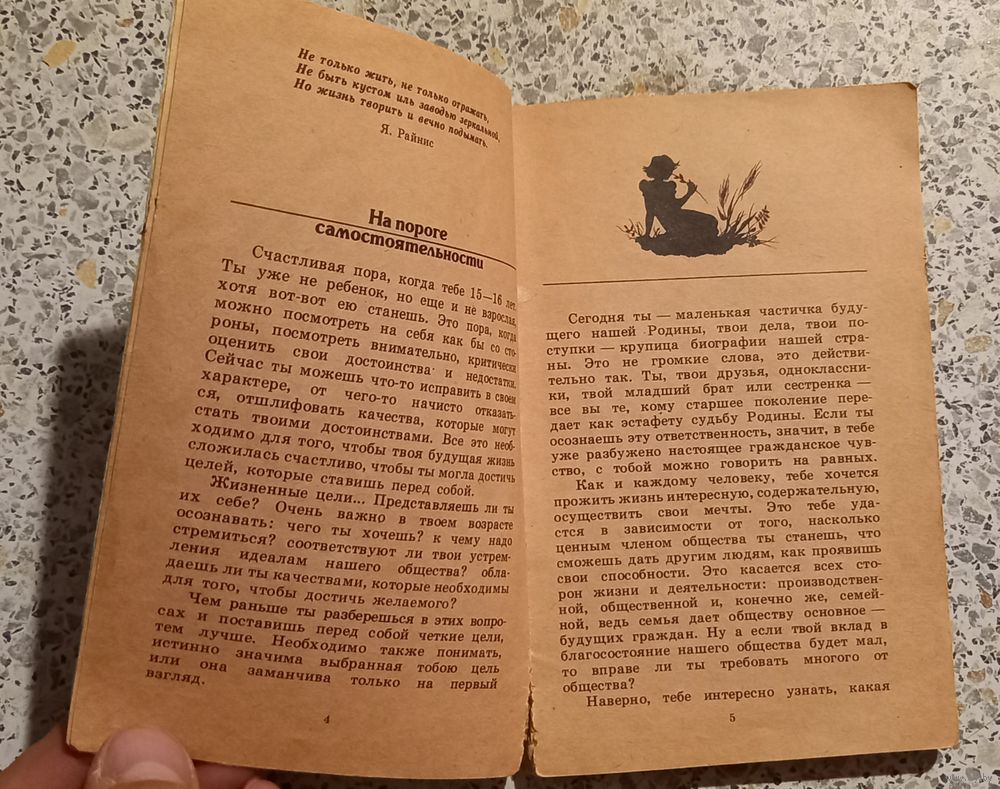 Не только жить, не только отражать,
Не быть кустом иль заводью зеркальной,
Но жизнь творить и вечно подымать.
Я. Райнис
На пороге
самостоятельности
Счастливая пора, когда тебе 15—16 лет.
Ты уже не ребенок, но еще и не взрослая,
хотя вот-вот ею станешь. Это пора, когда
можно посмотреть на себя как бы со сто-
роны, посмотреть внимательно, критически
оценить свои достоинства и недостатки.
Сейчас ты можешь что-то исправить в своем
характере, от чего-то начисто отказать-
ся, отшлифовать качества, которые могут
стать твоими достоинствами. Все это необ-
ходимо для того, чтобы твоя будущая жизнь
сложилась счастливо, чтобы ты могла достичь
целей, которые ставишь перед собой.
Жизненные цели... Представляешь ли ты
их себе? Очень важно в твоем возрасте
осознавать: чего ты хочешь? к чему надо
стремиться? соответствуют ли твои устрем-
ления идеалам нашего общества? обла-
даешь ли ты качествами, которые необходимы
для того, чтобы достичь желаемого?
Чем раньше ты разберешься в этих вопро-
сах и поставишь перед собой четкие цели,
тем лучше. Необходимо также понимать,
истинно значима выбранная тобою цель
или она заманчива только на первый
взгляд.
4
Сегодня ты — маленькая частичка буду-
щего нашей Родины, твои дела, твои по-
ступки — крупица биографии нашей стра-
ны. Это не громкие слова, это действи-
тельно так. Ты, твои друзья, одноклассни-
ки, твой младший брат или сестренка —
все вы те, кому старшее поколение пере-
дает как эстафету судьбу Родины. Если ты
осознаешь эту ответственность, значит, в тебе
уже разбужено настоящее гражданское чув-
ство, с тобой можно говорить на равных.
Как и каждому человеку, тебе хочется
прожить жизнь интересную, содержательную,
осуществить свои мечты. Это тебе уда-
стся в зависимости от того, насколько
ценным членом общества ты станешь, что
сможешь дать другим людям, как проявишь
свои способности. Это касается всех сто-
рон жизни и деятельности: производствен-
ной, общественной и, конечно же, семей-
ной, ведь семья дает обществу основное —
будущих граждан. Ну а если твой вклад в
благосостояние нашего общества будет мал,
то вправе ли ты требовать многого от
общества?
Наверно, тебе интересно узнать, какая
5